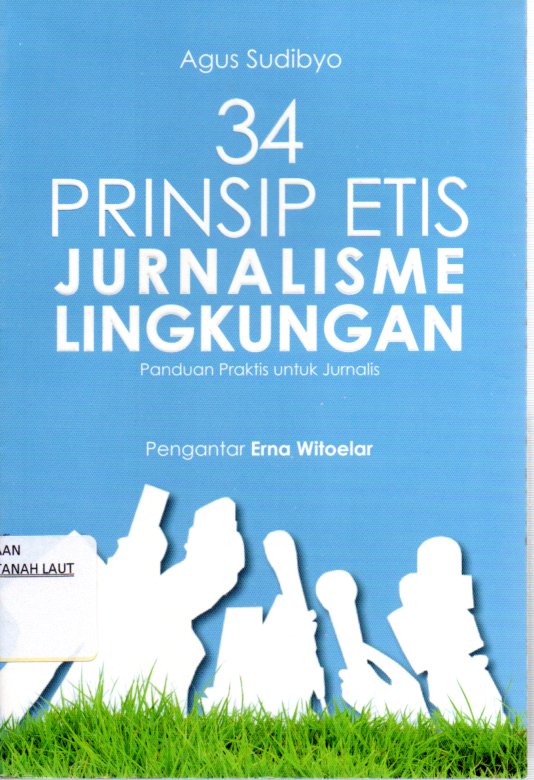 Agus Sudibyo
34
PRINSIP ETIS
JURNALISME
LINGKUNGAN
Panduan Praktis untuk Jurnalis
Pengantar Erna Witoelar
AAN
TANAH LAUT